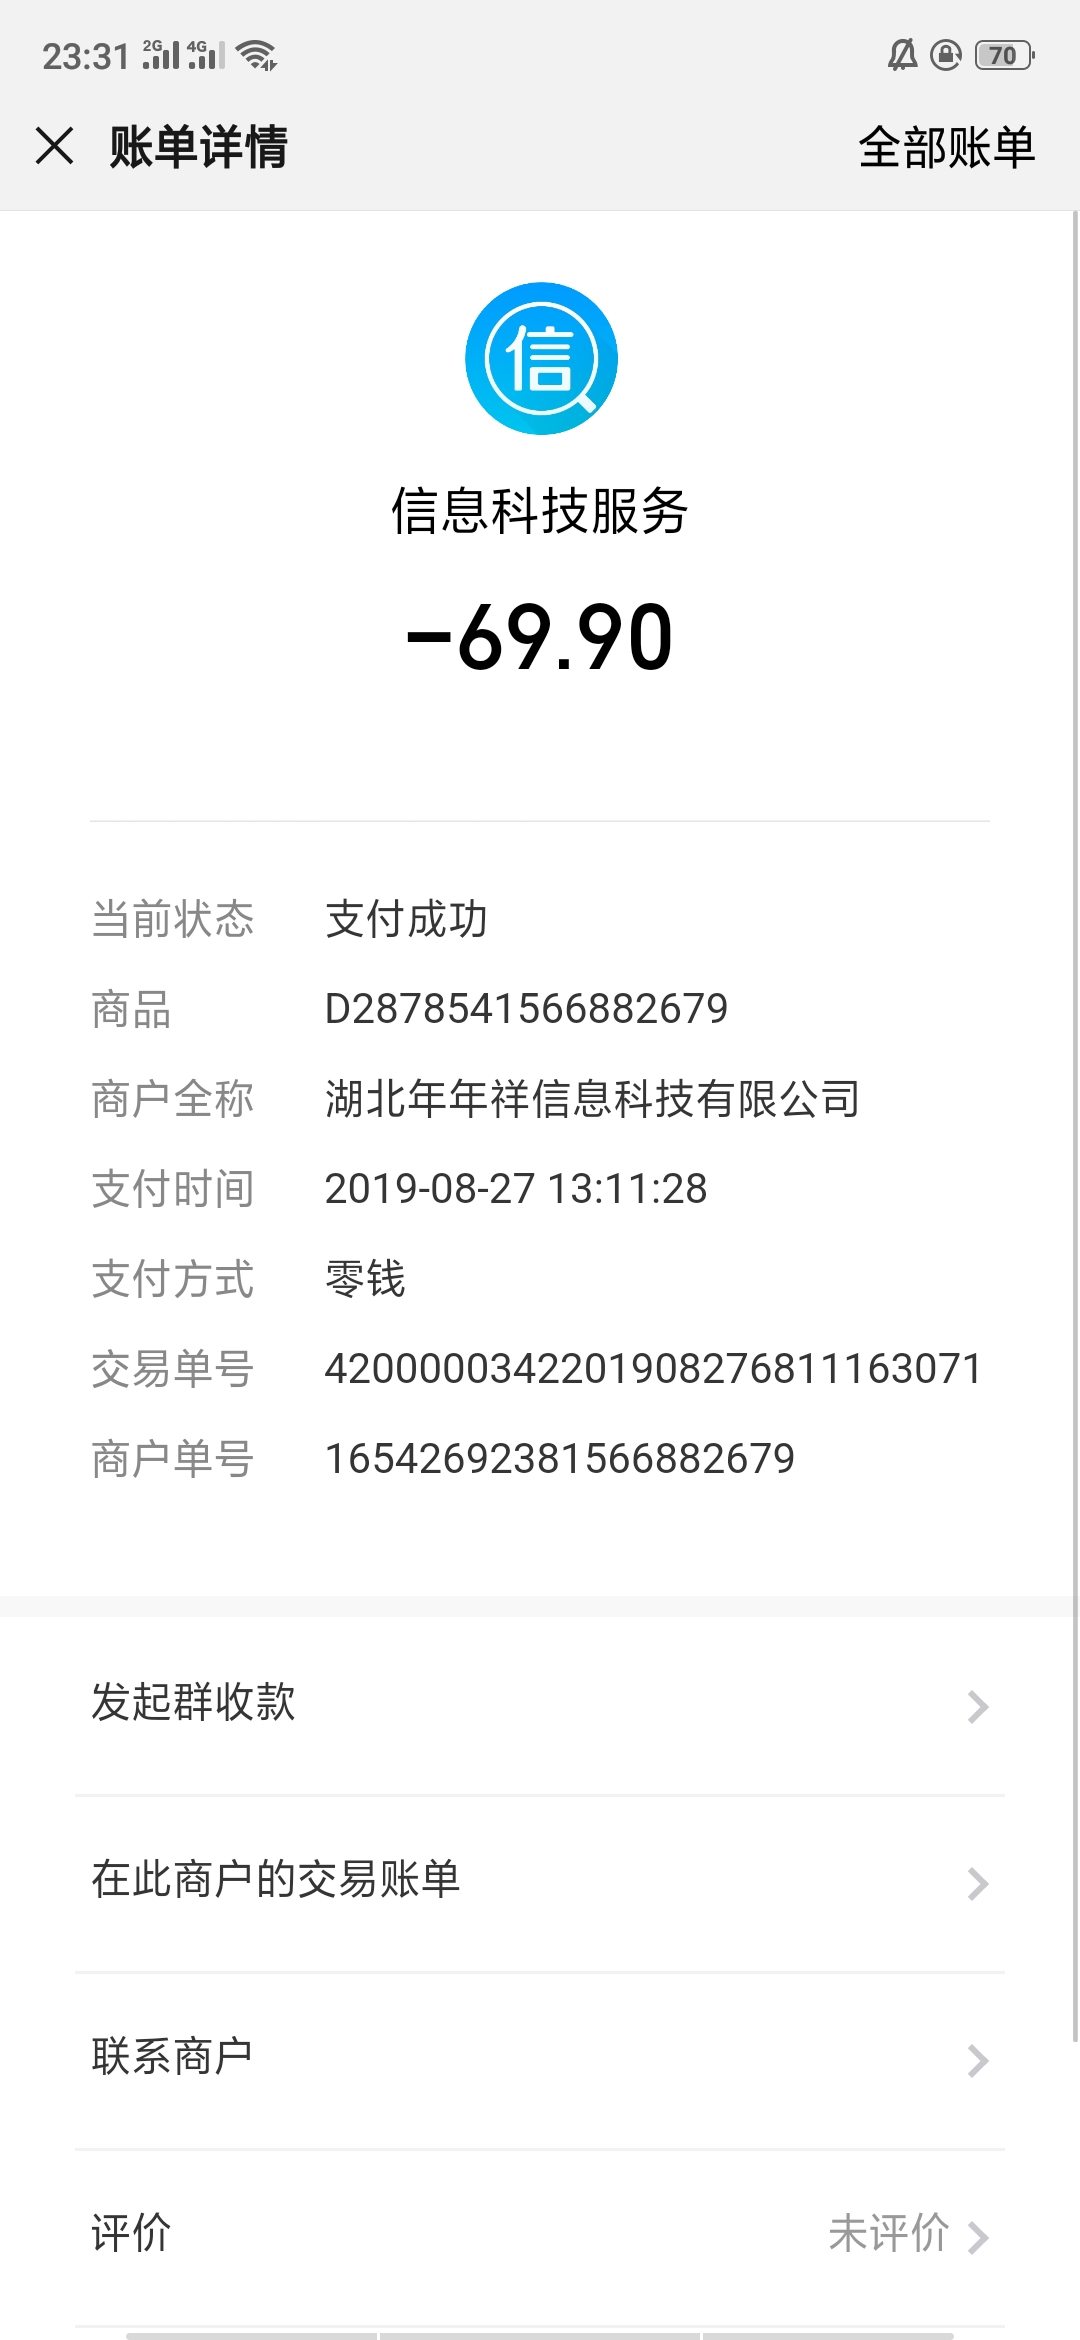 23:31 2G 4G 70
账单详情 全部账单
信
信息科技服务
-69.90
当前状态 支付成功
商品 D2878541566882679
商户全称 湖北年年祥信息科技有限公司
支付时间 2019-08-27 13:11:28
支付方式 零钱
交易单号 4200000342201908276811163071
商户单号 16542692381566882679
发起群收款
在此商户的交易账单
联系商户
评价 未评价